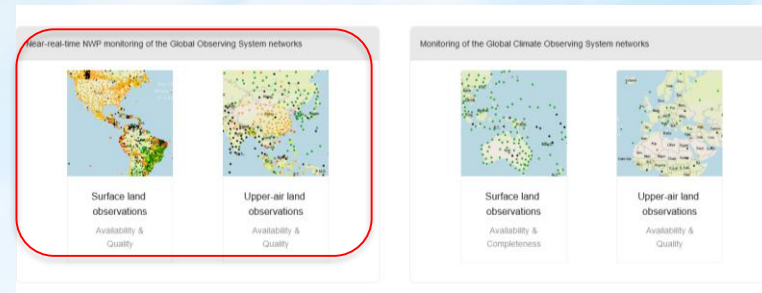 Near-real-time NWP monitoring of the Global Observing System networks
Surface land
observations
Availability &
Quality
Upper-air land
observations
Availability &
Quality
Monitoring of the Global Climate Observing System networks
Surface land
observations
Availability &
Completeness
Upper-air land
observations
Availability &
Quality